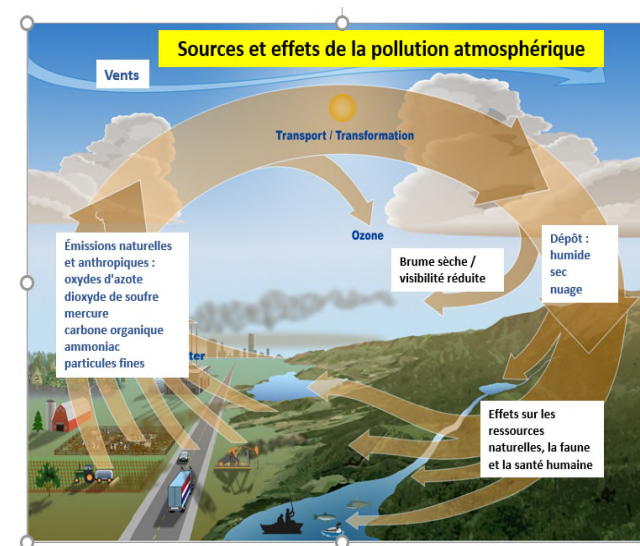 Sources et effets de la pollution atmosphérique
Vents
Transport / Transformation
Ozone
Émissions naturelles
et anthropiques :
oxydes d'azote
dioxyde de soufre
mercure
carbone organique
ammoniac
particules fines
Brume sèche /
visibilité réduite
Dépôt :
humide
sec
nuage
ter
Effets sur les
ressources
naturelles, la faune
et la santé humaine